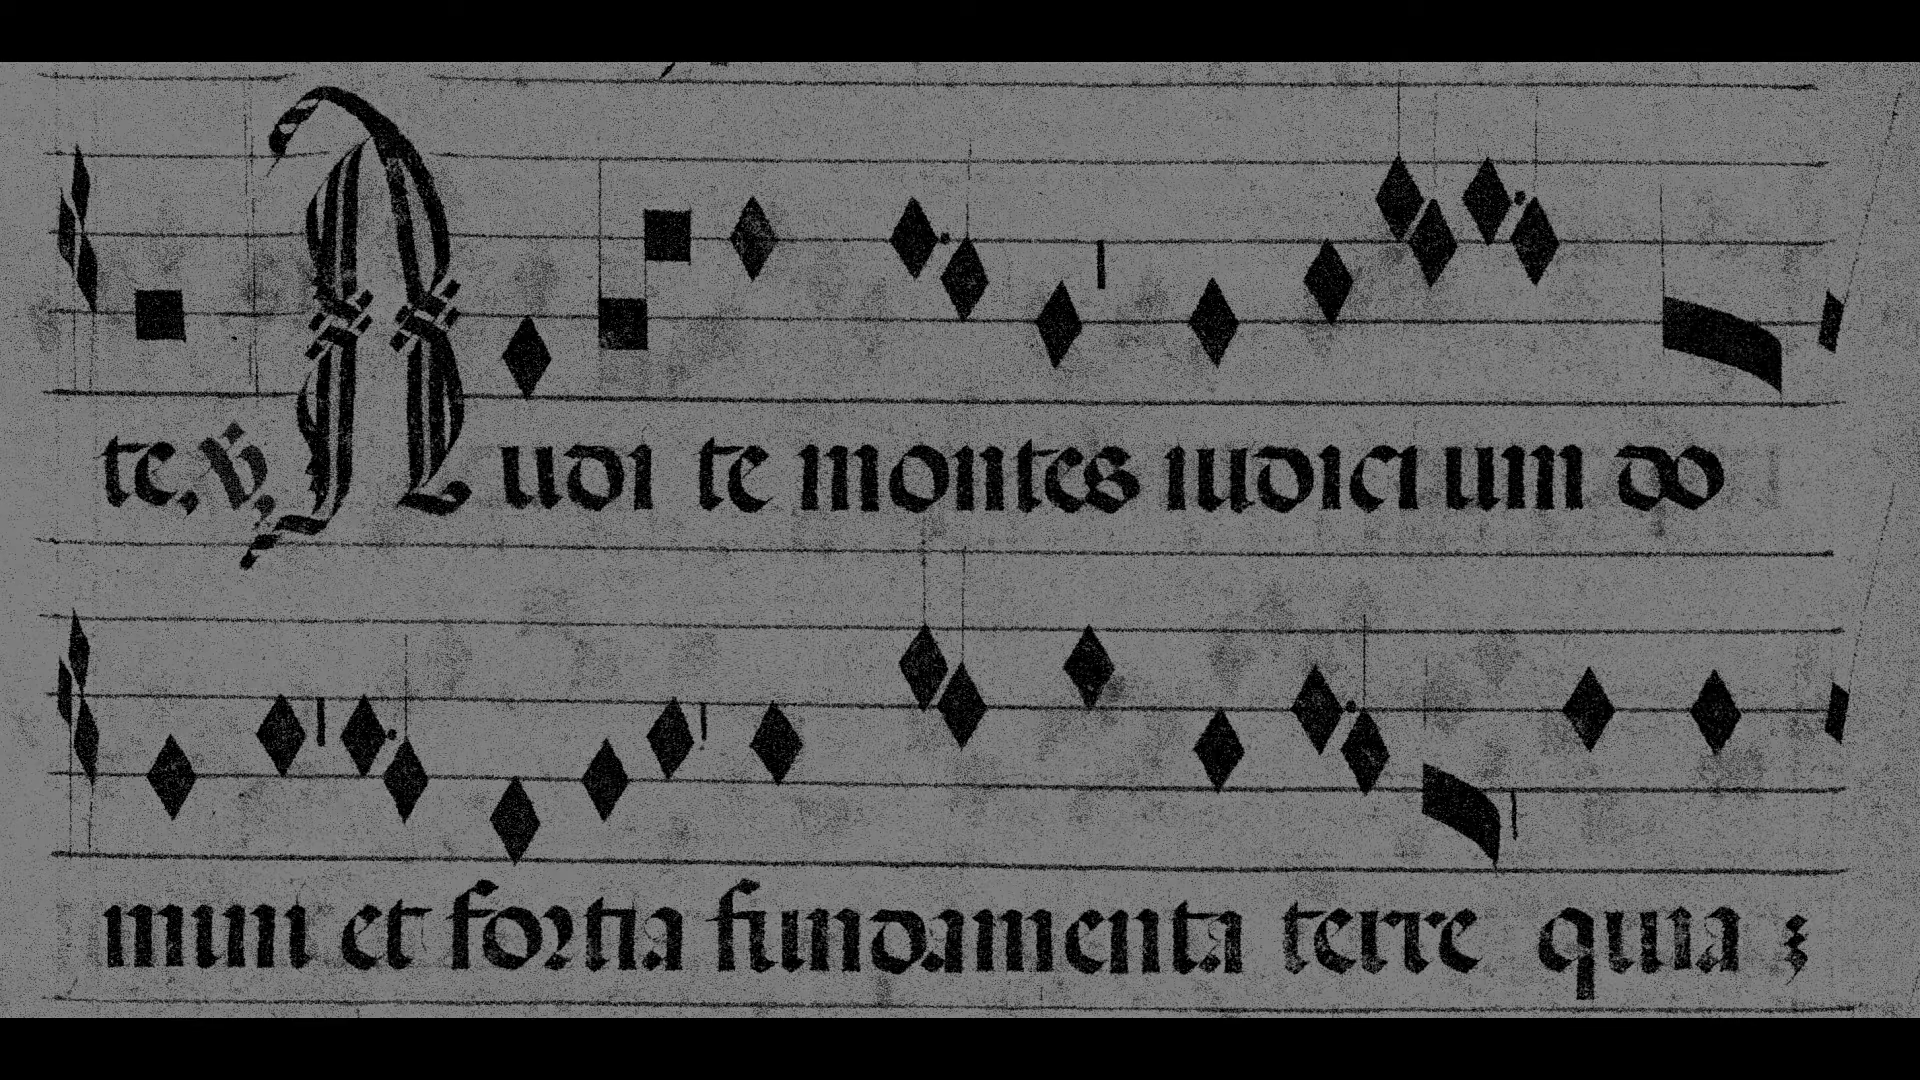 te. v. Audi te montes iudici um do
mini et fortia fundamenta terre quia